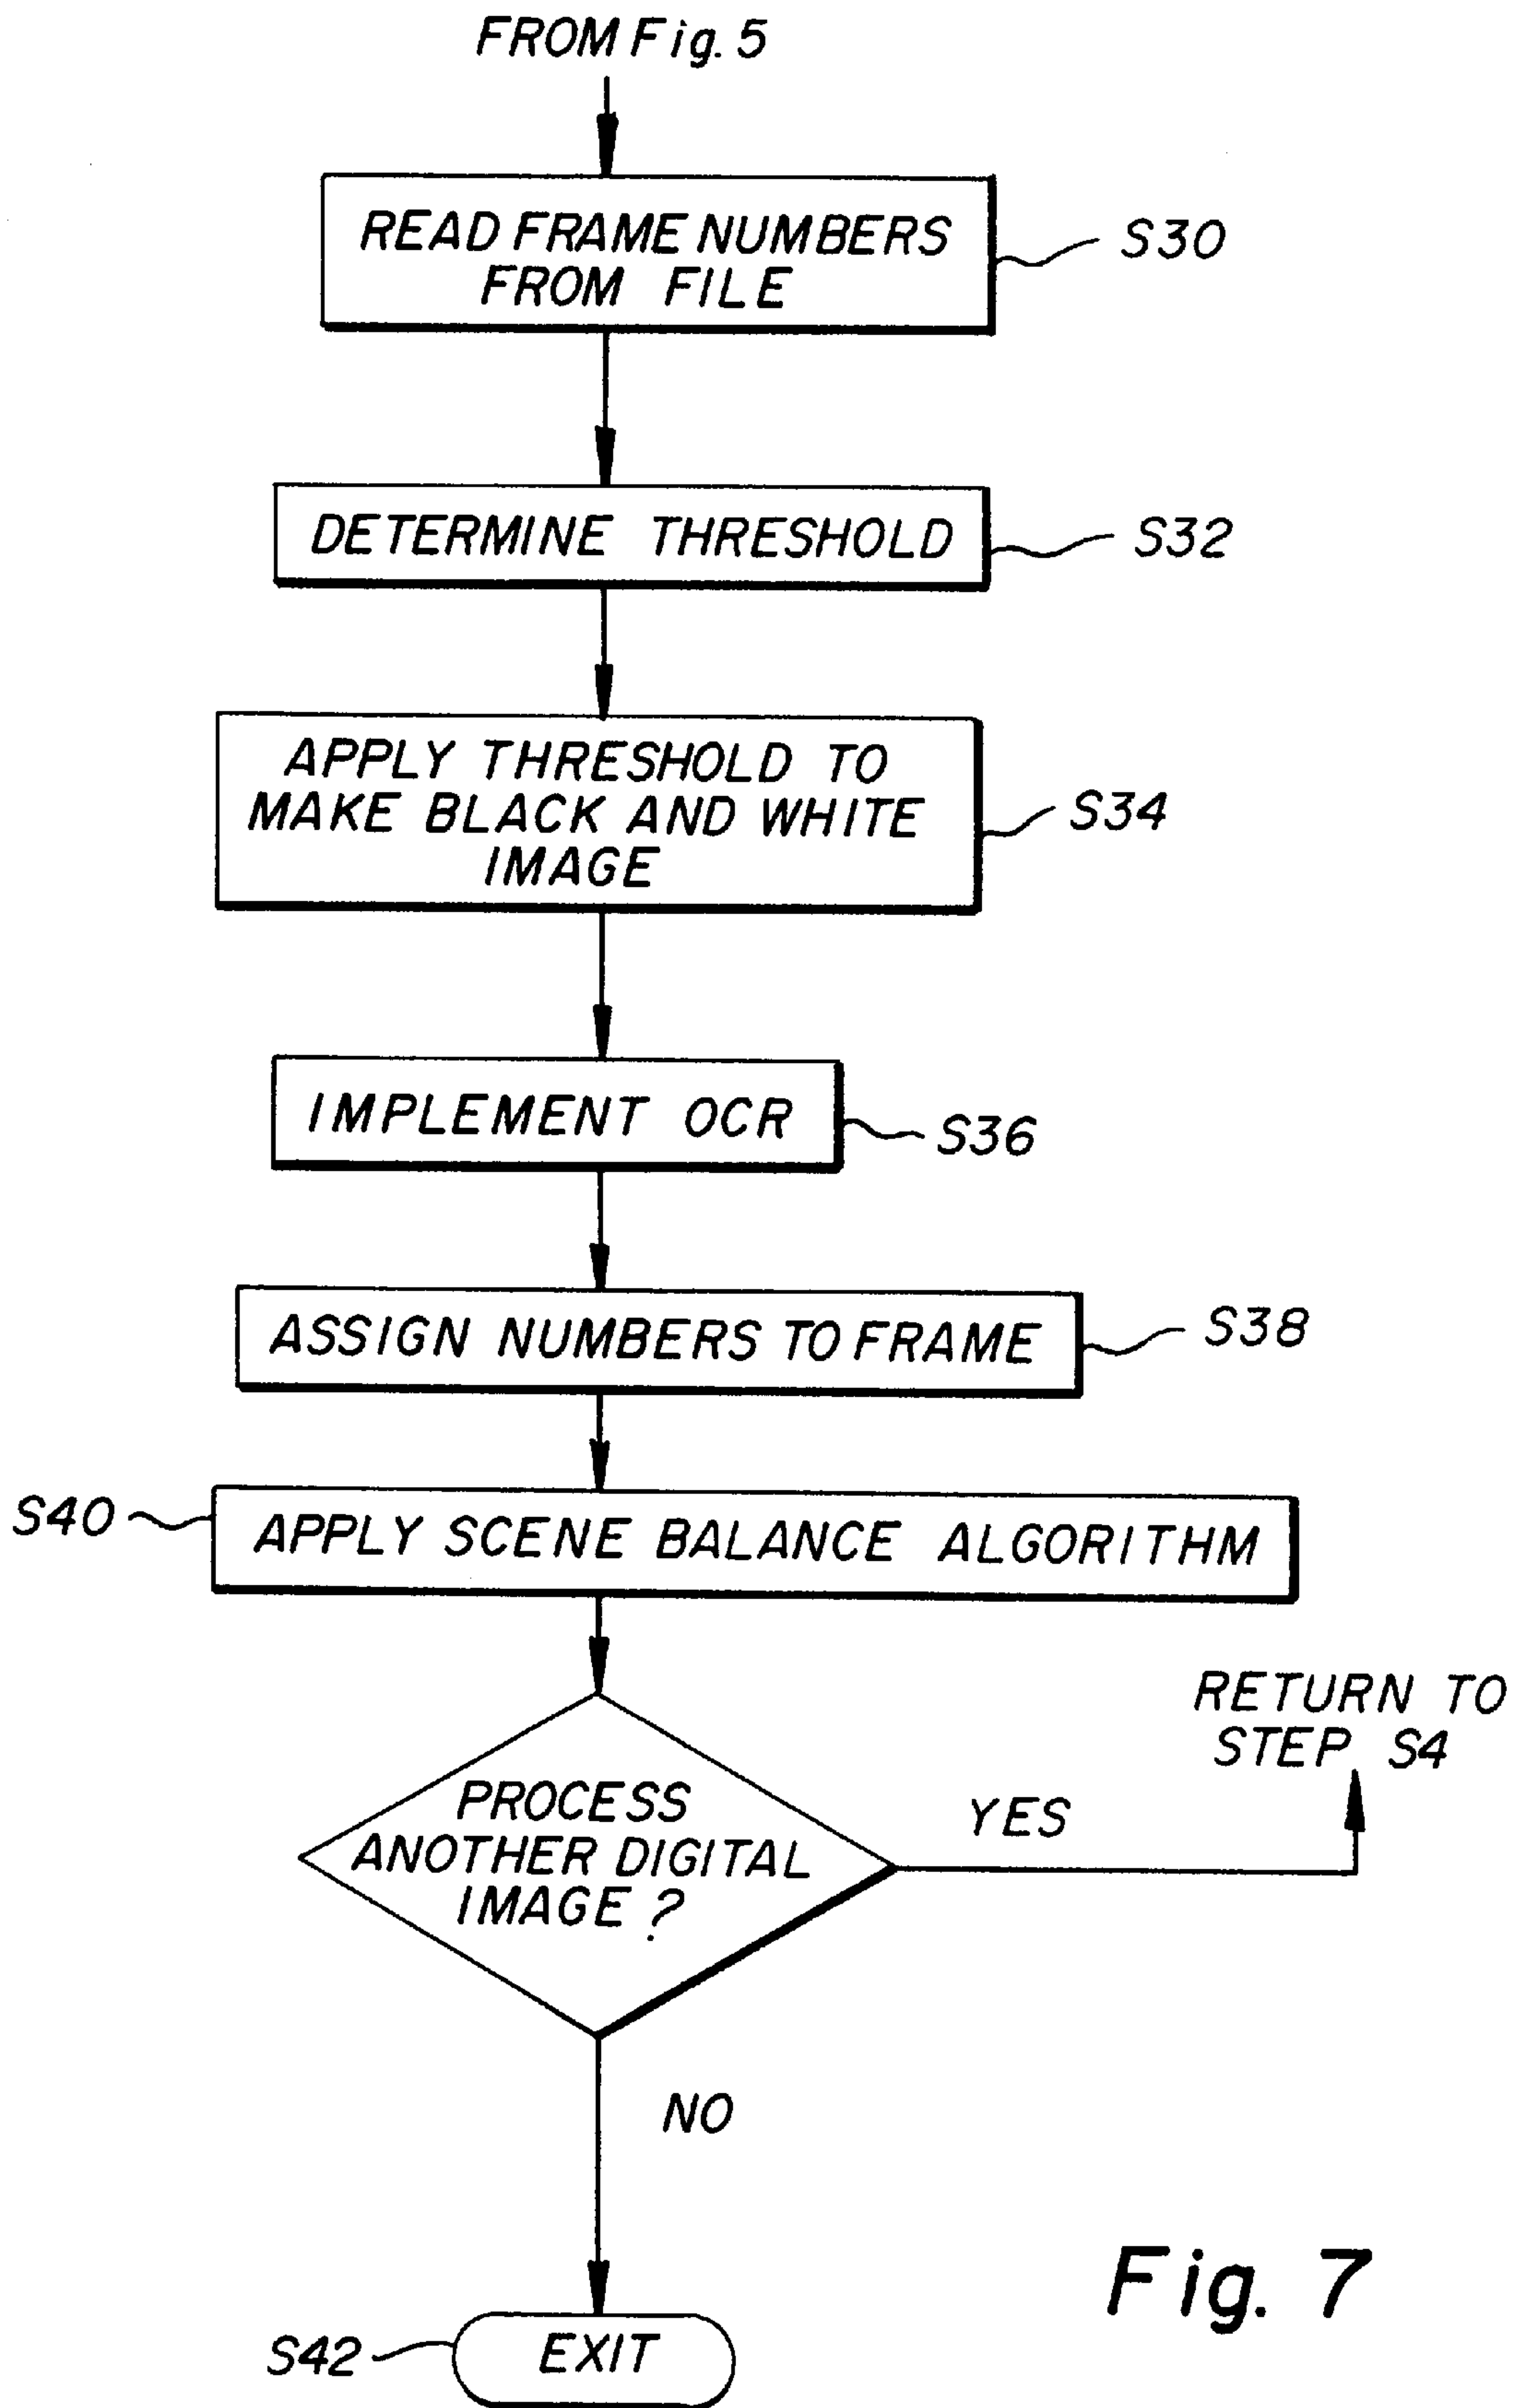 FROM Fig. 5
READ FRAME NUMBERS
FROM FILE
S30
DETERMINE THRESHOLD
S32
APPLY THRESHOLD TO
MAKE BLACK AND WHITE
IMAGE
S34
IMPLEMENT OCR
S36
ASSIGN NUMBERS TO FRAME
S38
S40
APPLY SCENE BALANCE ALGORITHM
RETURN TO
STEP S4
PROCESS
ANOTHER DIGITAL
IMAGE?
YES
NO
Fig. 7
S42
EXIT